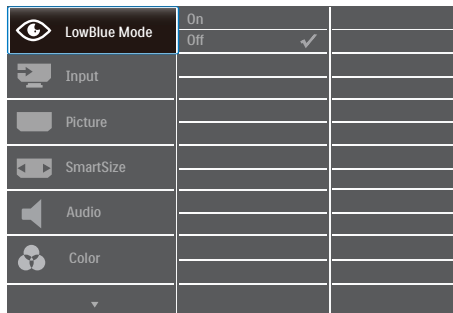 LowBlue Mode
On
Off
Input
Picture
SmartSize
Audio
Color